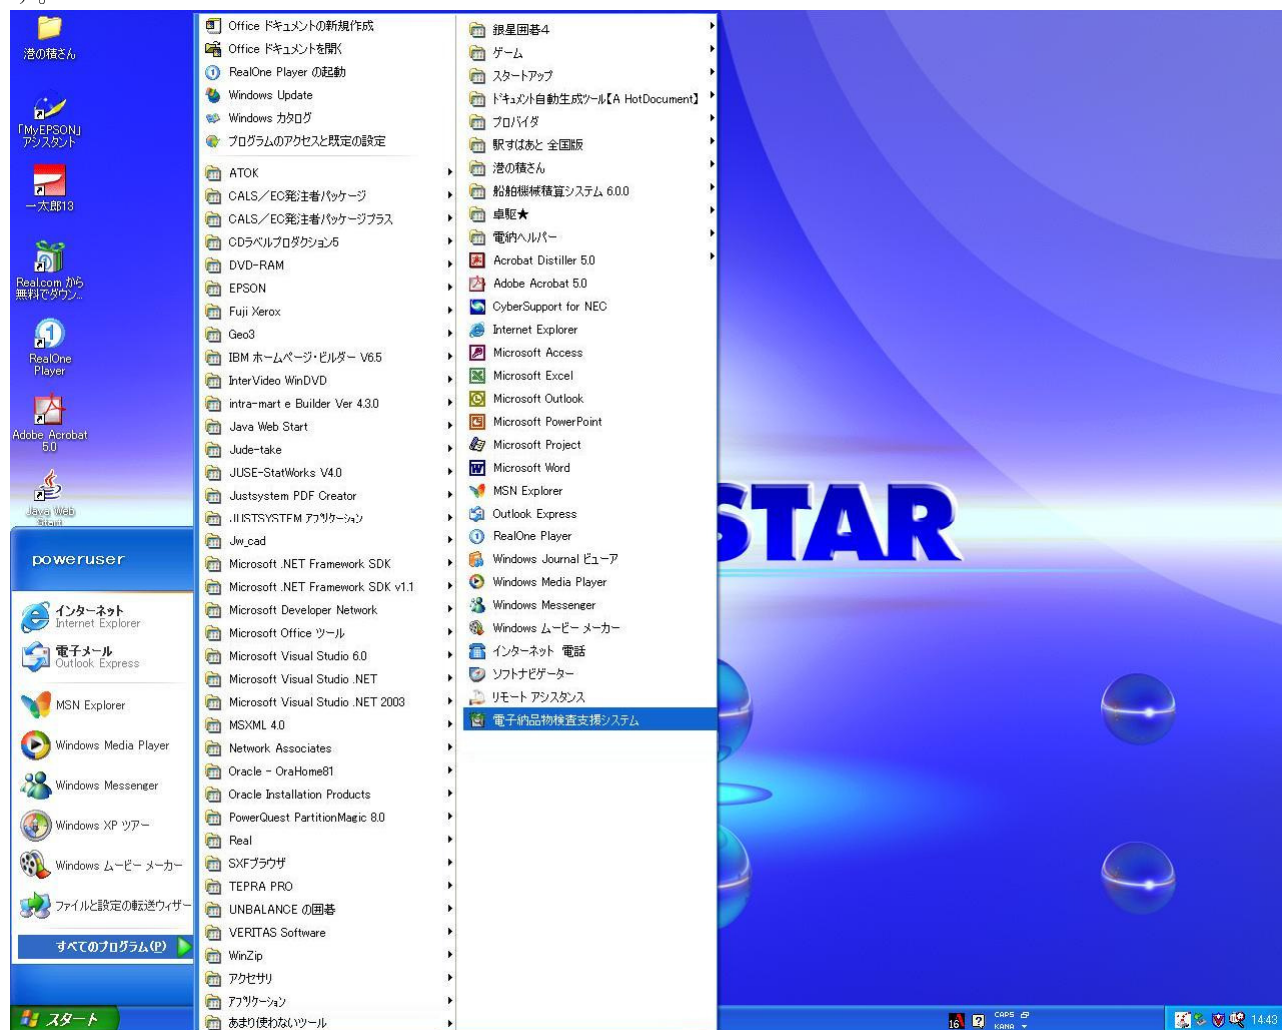 港の積さん
「MyEPSON」
アシスタント
一太郎13
Real.com から
無料でダウン...
RealOne
Player
Adobe Acrobat
5.0
Java Web
Start
poweruser
インターネット
Internet Explorer
電子メール
Outlook Express
MSN Explorer
Windows Media Player
Windows Messenger
Windows XP ツアー
Windows ムービー メーカー
ファイルと設定の転送ウィザー
すべてのプログラム(P)
スタート
Office ドキュメントの新規作成
Office ドキュメントを開く
RealOne Player の起動
Windows Update
Windows カタログ
プログラムのアクセスと既定の設定
ATOK
CALS/EC発注者パッケージ
CALS/EC発注者パッケージプラス
CDラベルプロダクション5
DVD-RAM
EPSON
Fuji Xerox
Geo3
IBM ホームページ・ビルダー V6.5
InterVideo WinDVD
intra-mart e Builder Ver 4.3.0
Java Web Start
Jude-take
JUSE-StatWorks V4.0
Justsystem PDF Creator
JUSTSYSTEM アプリケーション
Jw_cad
Microsoft .NET Framework SDK
Microsoft .NET Framework SDK v1.1
Microsoft Developer Network
Microsoft Office ツール
Microsoft Visual Studio 6.0
Microsoft Visual Studio .NET
Microsoft Visual Studio .NET 2003
MSXML 4.0
Network Associates
Oracle - OraHome81
Oracle Installation Products
PowerQuest PartitionMagic 8.0
Real
SXFブラウザ
TEPRA PRO
UNBALANCE の囲碁
VERITAS Software
WinZip
アクセサリ
アプリケーション
あまり使わないツール
銀星囲碁4
ゲーム
スタートアップ
ドキュメント自動生成ツール【A HotDocument】
プロバイダ
駅すぱあと 全国版
港の積さん
船舶機械積算システム 6.0.0
卓駆★
電納ヘルパー
Acrobat Distiller 5.0
Adobe Acrobat 5.0
CyberSupport for NEC
Internet Explorer
Microsoft Access
Microsoft Excel
Microsoft Outlook
Microsoft PowerPoint
Microsoft Project
Microsoft Word
MSN Explorer
Outlook Express
RealOne Player
Windows Journal ビューア
Windows Media Player
Windows Messenger
Windows ムービー メーカー
インターネット 電話
ソフトナビゲーター
リモート アシスタンス
電子納品物検査支援システム
STAR
16
CAPS
KANA
14:43